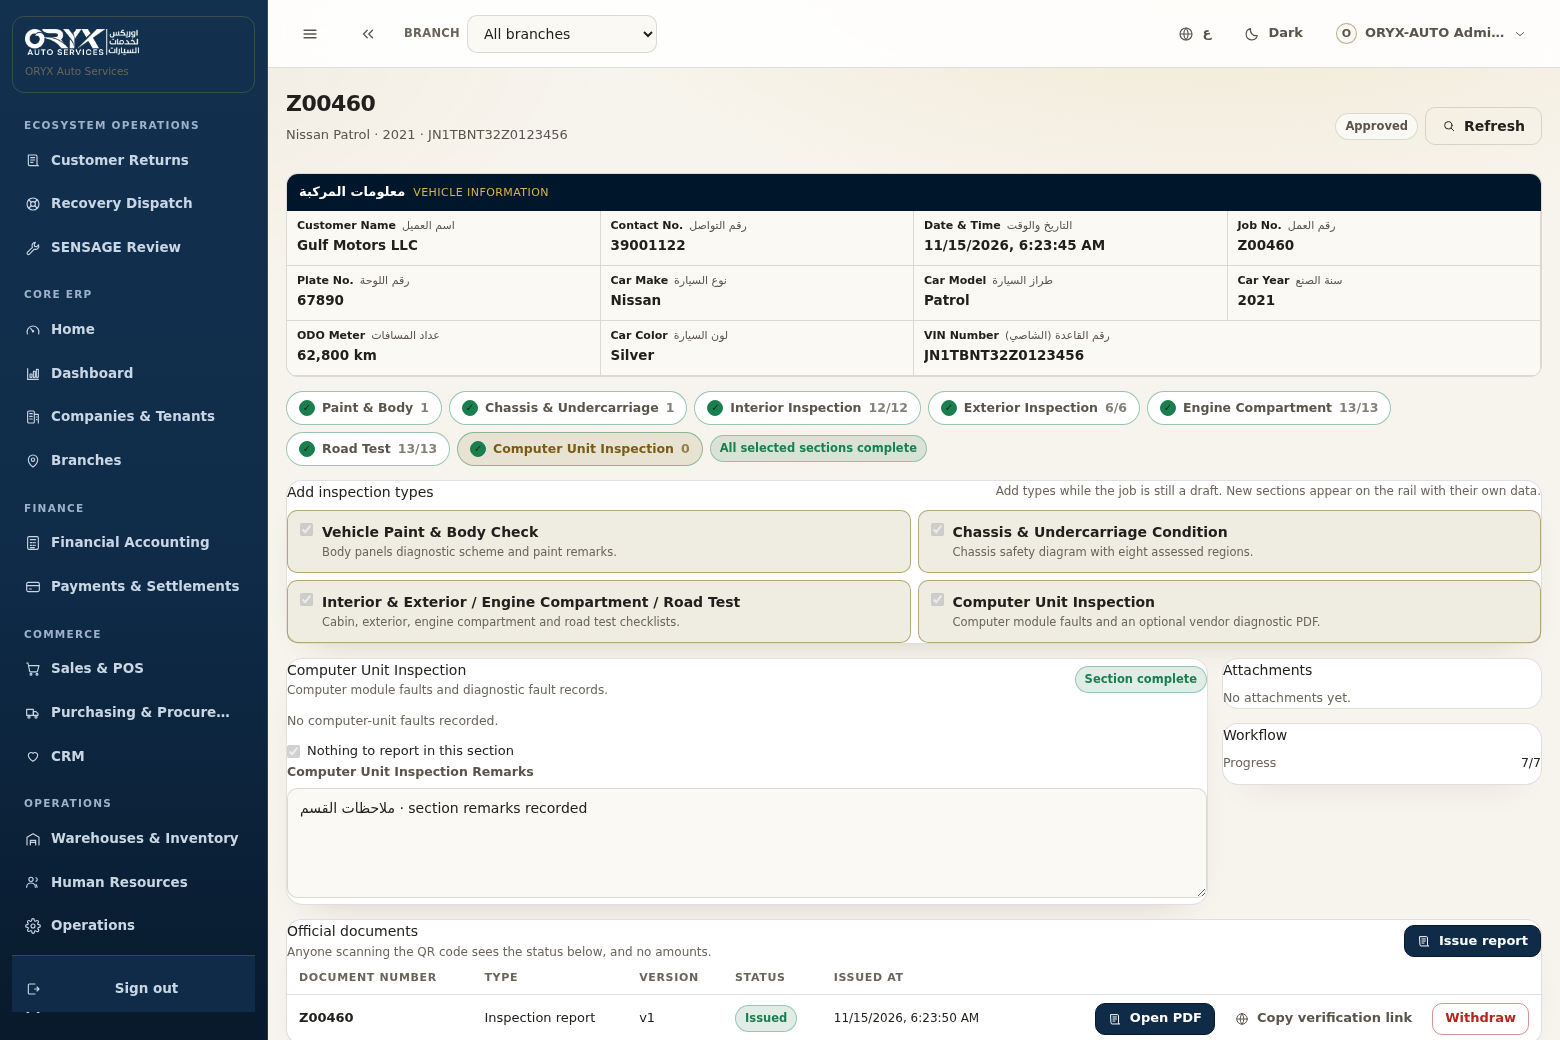 ORYX اوريكس لخدمات السيارات
AUTO SERVICES
ORYX Auto Services
ECOSYSTEM OPERATIONS
Customer Returns
Recovery Dispatch
SENSAGE Review
CORE ERP
Home
Dashboard
Companies & Tenants
Branches
FINANCE
Financial Accounting
Payments & Settlements
COMMERCE
Sales & POS
Purchasing & Procure…
CRM
OPERATIONS
Warehouses & Inventory
Human Resources
Operations
Sign out
BRANCH All branches ع Dark O ORYX-AUTO Admi…
Z00460
Nissan Patrol · 2021 · JN1TBNT32Z0123456
Approved Refresh
معلومات المركبة VEHICLE INFORMATION
Customer Name اسم العميل
Gulf Motors LLC
Contact No. رقم التواصل
39001122
Date & Time التاريخ والوقت
11/15/2026, 6:23:45 AM
Job No. رقم العمل
Z00460
Plate No. رقم اللوحة
67890
Car Make نوع السيارة
Nissan
Car Model طراز السيارة
Patrol
Car Year سنة الصنع
2021
ODO Meter عداد المسافات
62,800 km
Car Color لون السيارة
Silver
VIN Number رقم القاعدة (الشاصي)
JN1TBNT32Z0123456
Paint & Body 1 Chassis & Undercarriage 1 Interior Inspection 12/12 Exterior Inspection 6/6 Engine Compartment 13/13
Road Test 13/13 Computer Unit Inspection 0 All selected sections complete
Add inspection types Add types while the job is still a draft. New sections appear on the rail with their own data.
Vehicle Paint & Body Check
Body panels diagnostic scheme and paint remarks.
Chassis & Undercarriage Condition
Chassis safety diagram with eight assessed regions.
Interior & Exterior / Engine Compartment / Road Test
Cabin, exterior, engine compartment and road test checklists.
Computer Unit Inspection
Computer module faults and an optional vendor diagnostic PDF.
Computer Unit Inspection
Computer module faults and diagnostic fault records.
Section complete
No computer-unit faults recorded.
Nothing to report in this section
Computer Unit Inspection Remarks
ملاحظات القسم · section remarks recorded
Attachments
No attachments yet.
Workflow
Progress 7/7
Official documents
Anyone scanning the QR code sees the status below, and no amounts.
Issue report
DOCUMENT NUMBER TYPE VERSION STATUS ISSUED AT
Z00460 Inspection report v1 Issued 11/15/2026, 6:23:50 AM Open PDF Copy verification link Withdraw